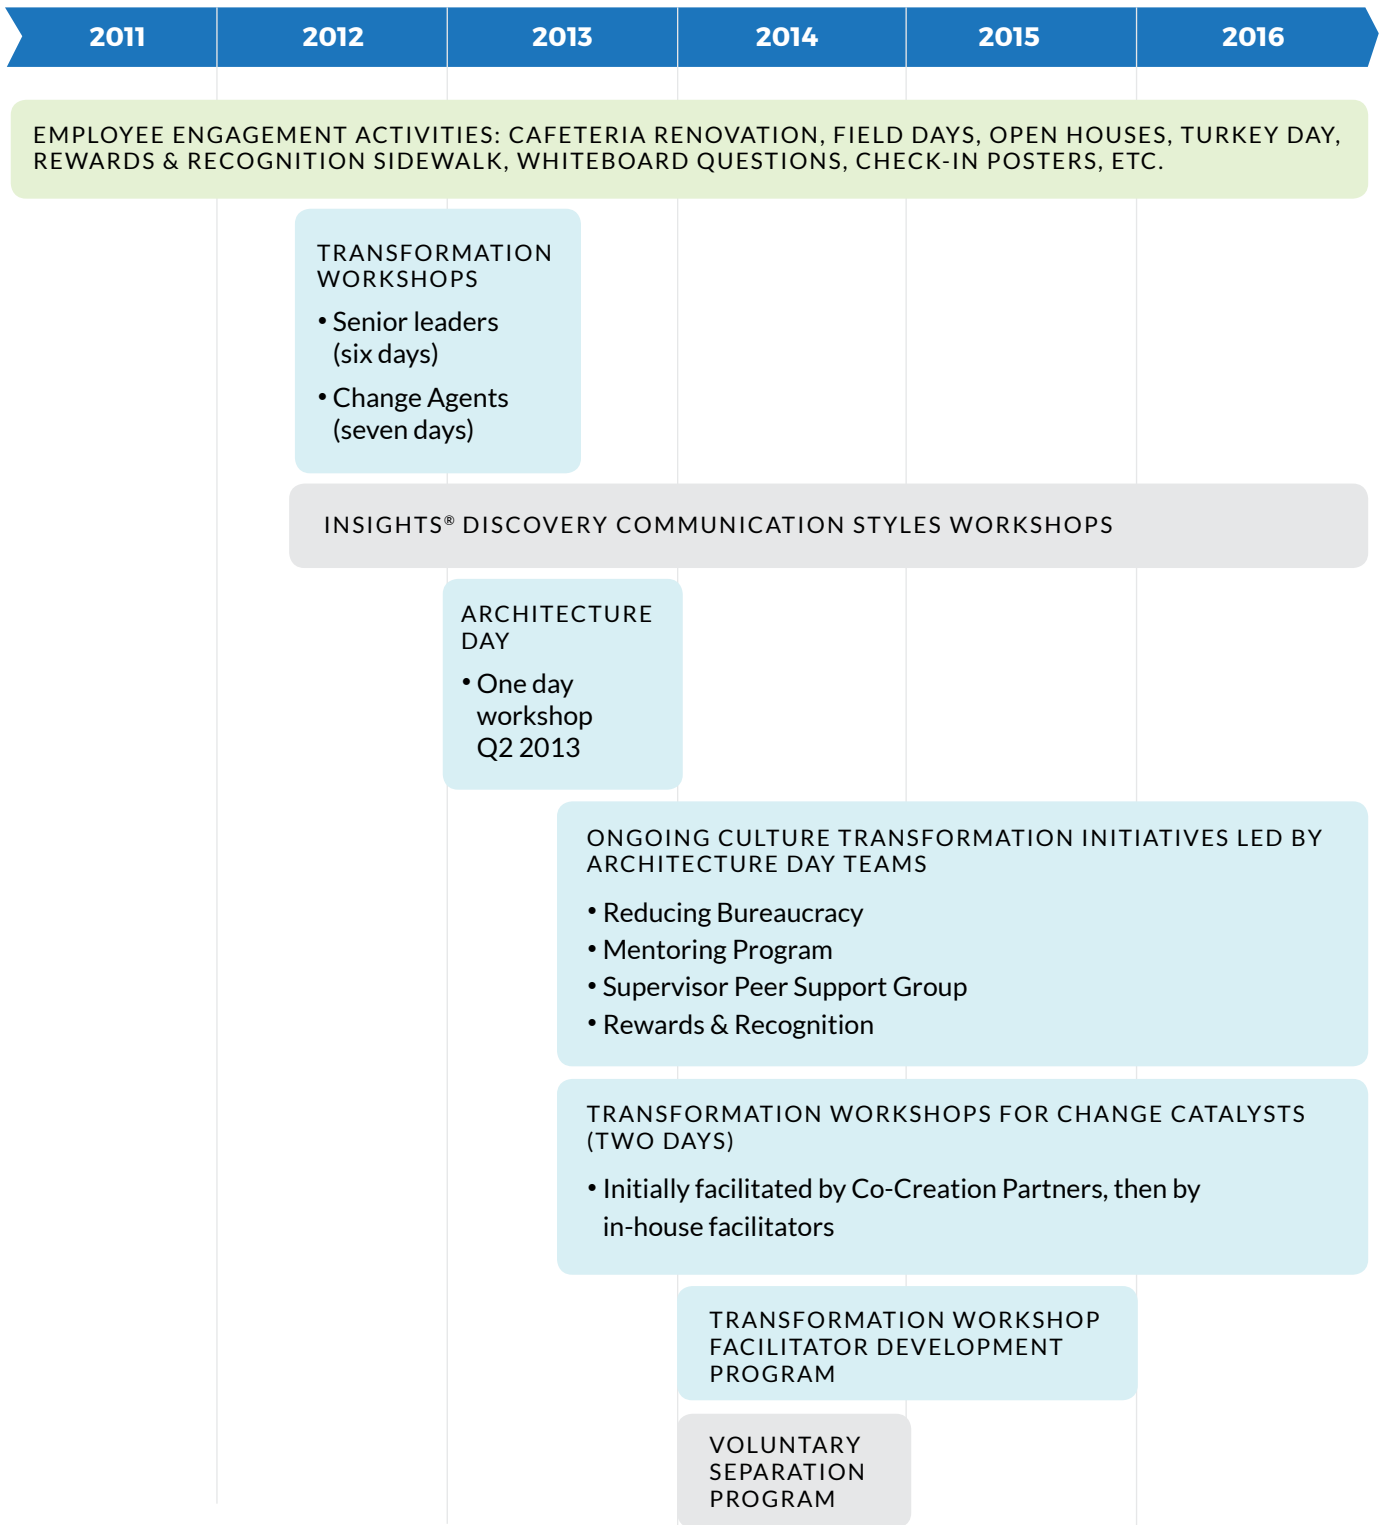 2011 2012 2013 2014 2015 2016
EMPLOYEE ENGAGEMENT ACTIVITIES: CAFETERIA RENOVATION, FIELD DAYS, OPEN HOUSES, TURKEY DAY,
REWARDS & RECOGNITION SIDEWALK, WHITEBOARD QUESTIONS, CHECK-IN POSTERS, ETC.
TRANSFORMATION
WORKSHOPS
• Senior leaders
(six days)
• Change Agents
(seven days)
INSIGHTS® DISCOVERY COMMUNICATION STYLES WORKSHOPS
ARCHITECTURE
DAY
• One day
workshop
Q2 2013
ONGOING CULTURE TRANSFORMATION INITIATIVES LED BY
ARCHITECTURE DAY TEAMS
• Reducing Bureaucracy
• Mentoring Program
• Supervisor Peer Support Group
• Rewards & Recognition
TRANSFORMATION WORKSHOPS FOR CHANGE CATALYSTS
(TWO DAYS)
• Initially facilitated by Co-Creation Partners, then by
in-house facilitators
TRANSFORMATION WORKSHOP
FACILITATOR DEVELOPMENT
PROGRAM
VOLUNTARY
SEPARATION
PROGRAM